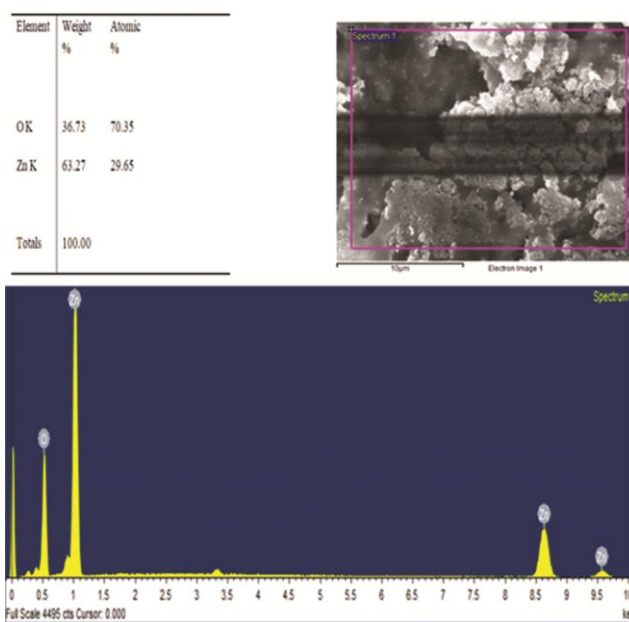 Element Weight Atomic
% %
O K 36.73 70.35
Zn K 63.27 29.65
Totals 100.00
Spectrum 1
10µm Electron Image 1
Spectrum
Zn
O
Zn
Zn
0 0.5 1 1.5 2 2.5 3 3.5 4 4.5 5 5.5 6 6.5 7 7.5 8 8.5 9 9.5 10
Full Scale 4495 cts Cursor: 0.000